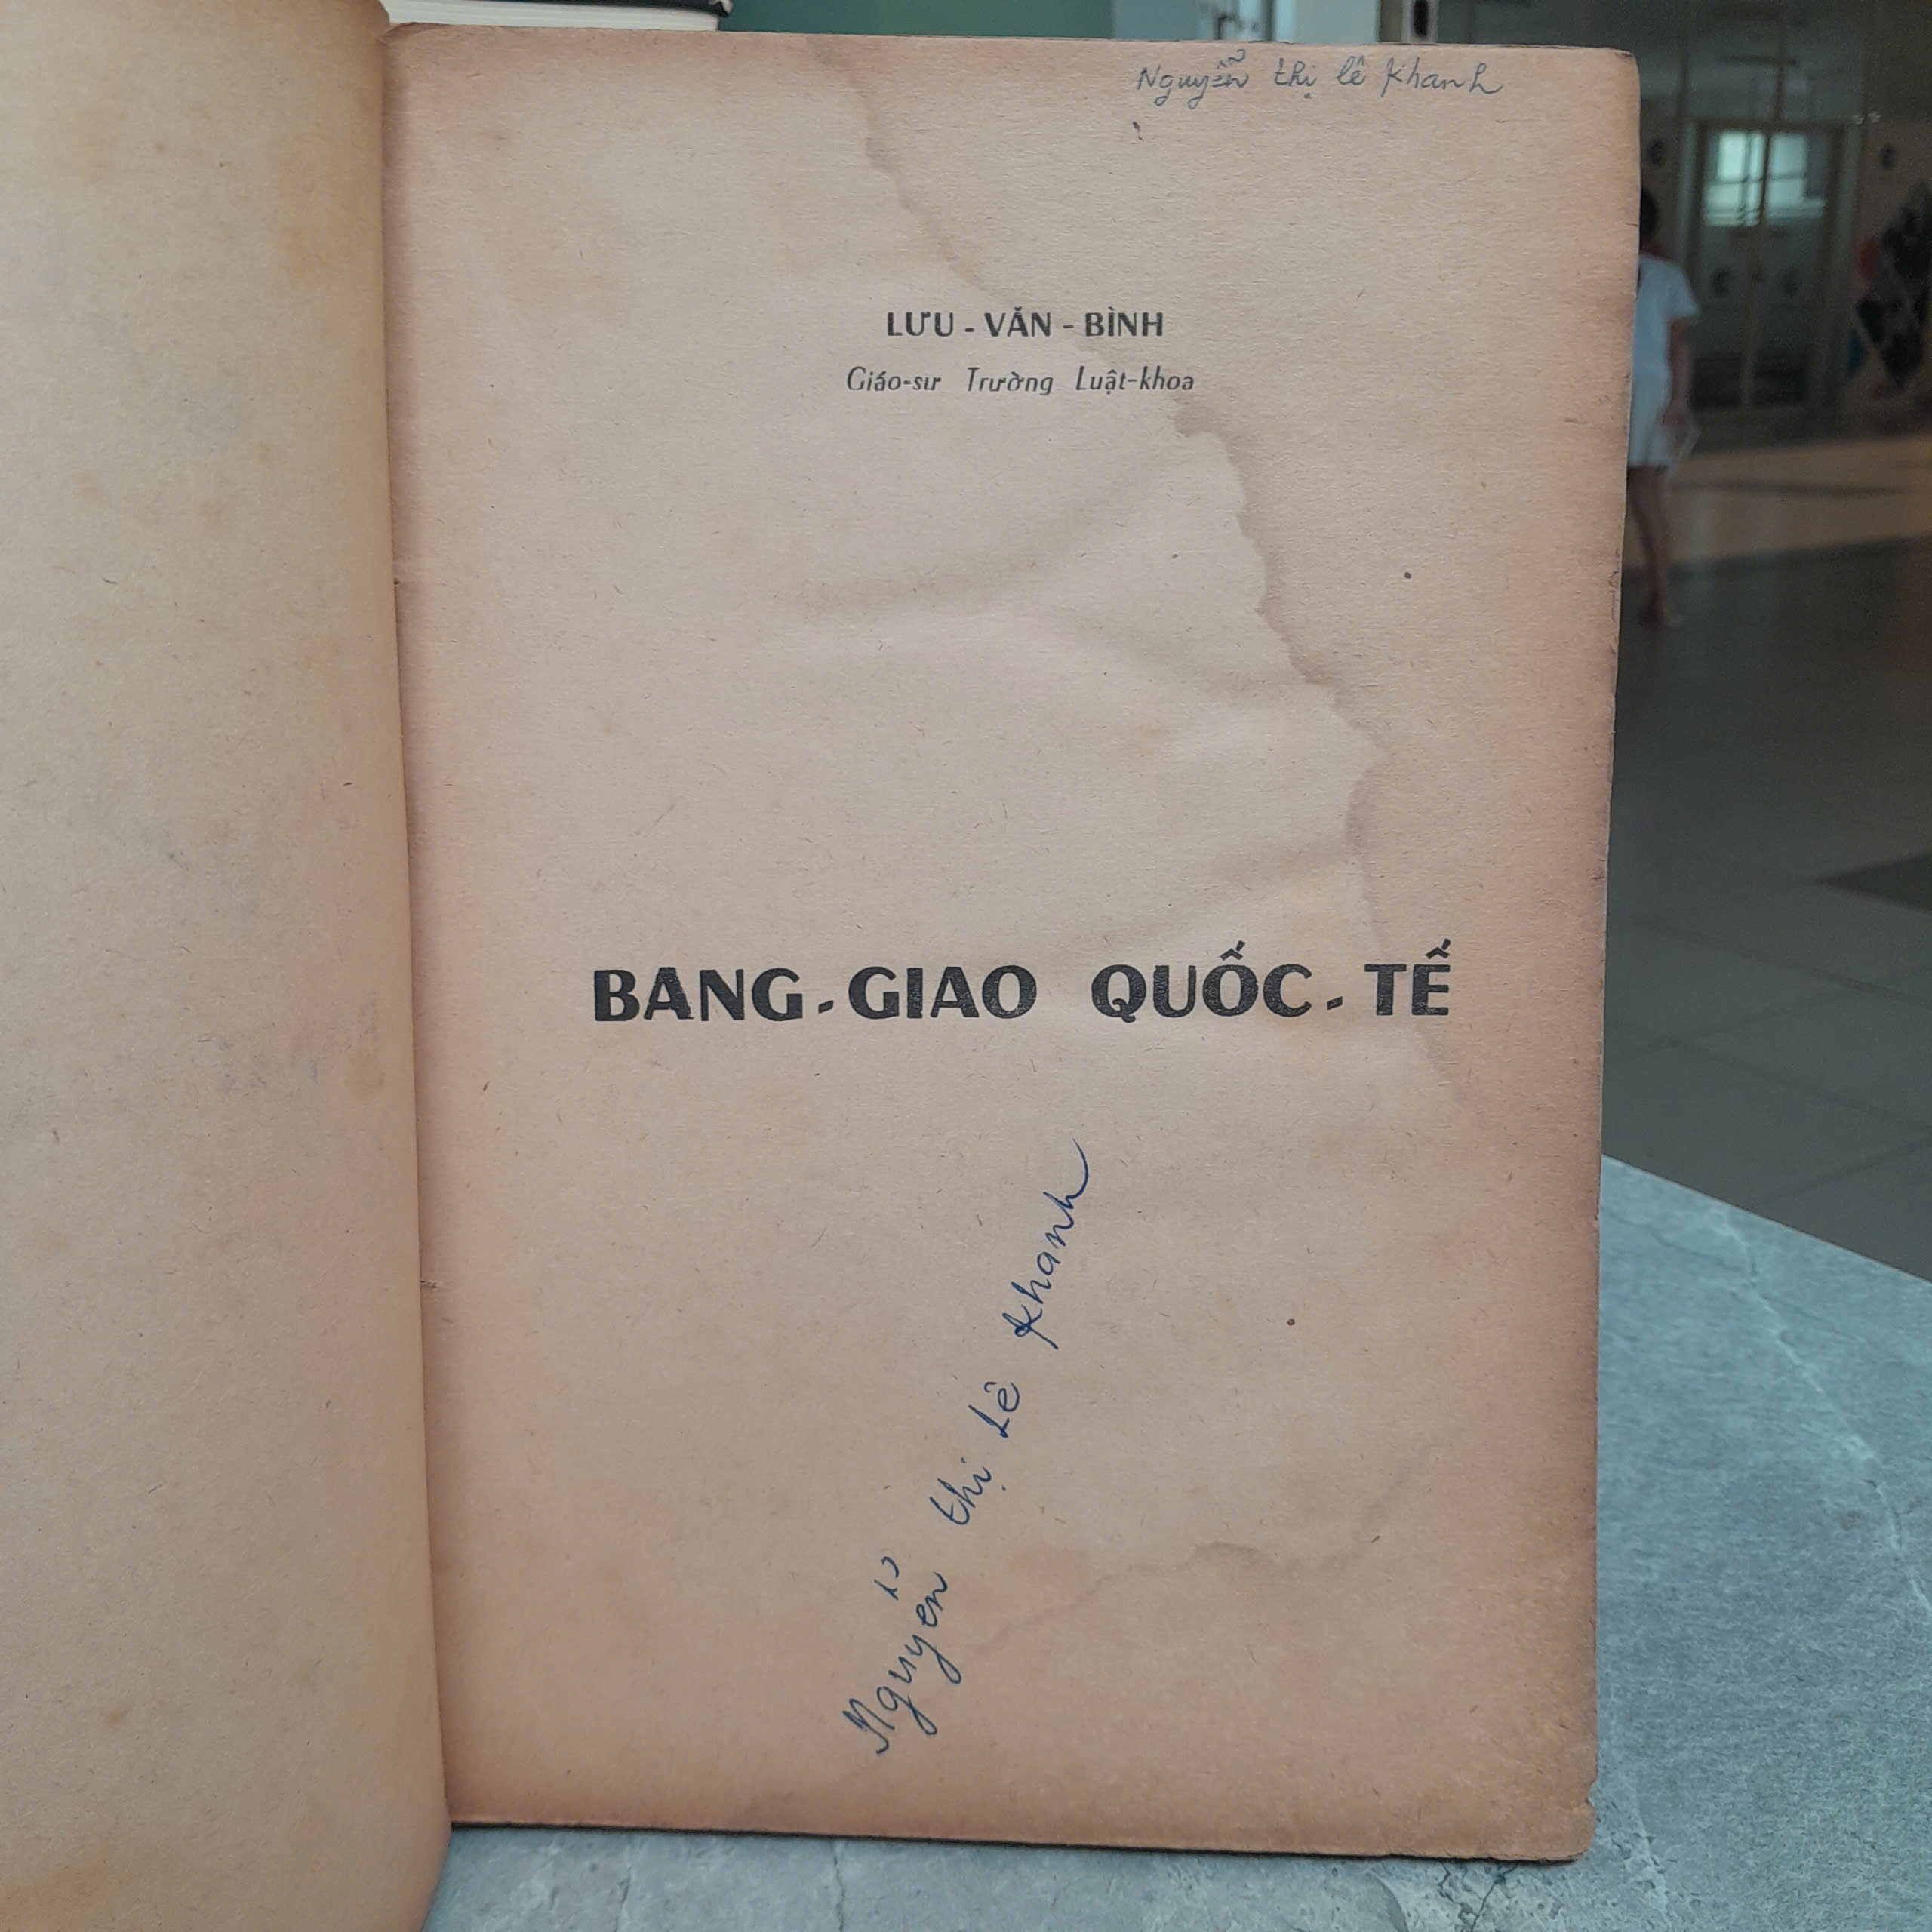 Nguyễn thị lê Khanh
LƯU - VĂN - BÌNH
Giáo-sư Trường Luật-khoa
BANG - GIAO QUỐC - TẾ
Nguyễn thị Lê Khanh